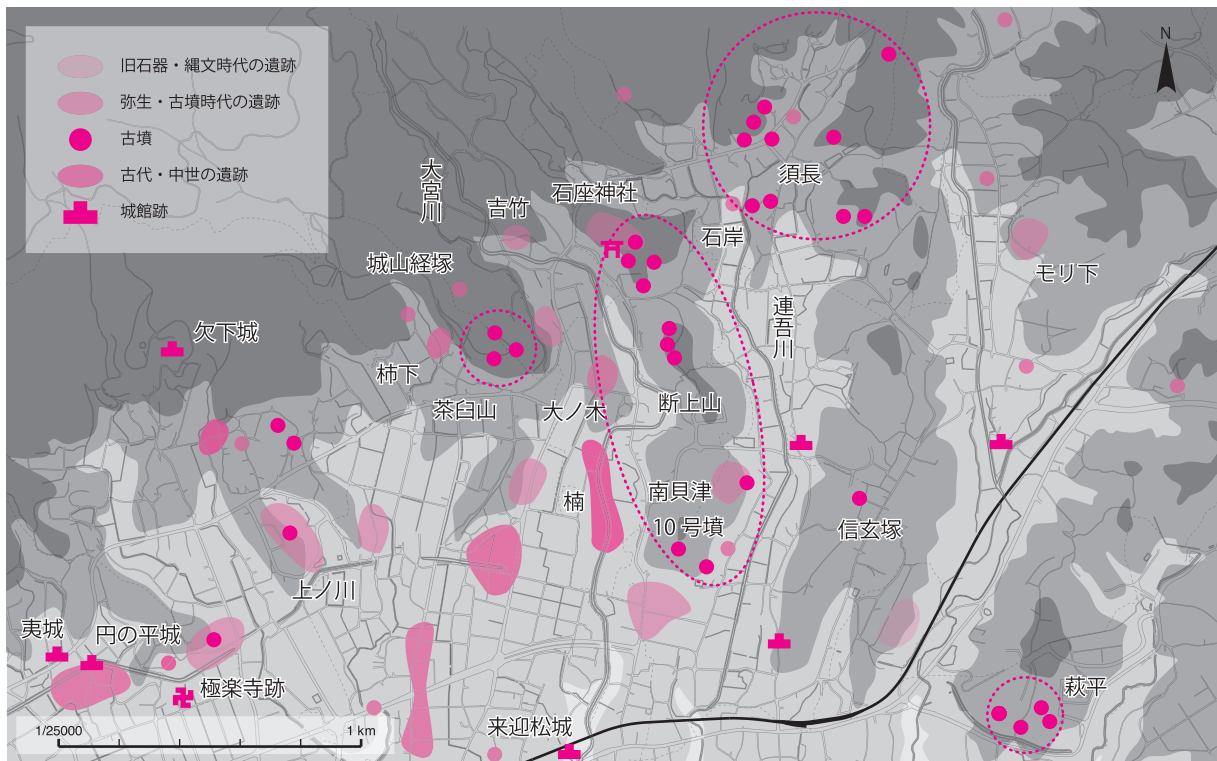 旧石器・縄文時代の遺跡
弥生・古墳時代の遺跡
古墳
古代・中世の遺跡
城館跡
N
大宮川
吉竹
石座神社
須長
石岸
城山経塚
モリ下
連吾川
欠下城
柿下
茶臼山
大ノ木
断上山
楠
南貝津
10 号墳
信玄塚
上ノ川
夷城
円の平城
極楽寺跡
萩平
来迎松城
1/25000
1 km